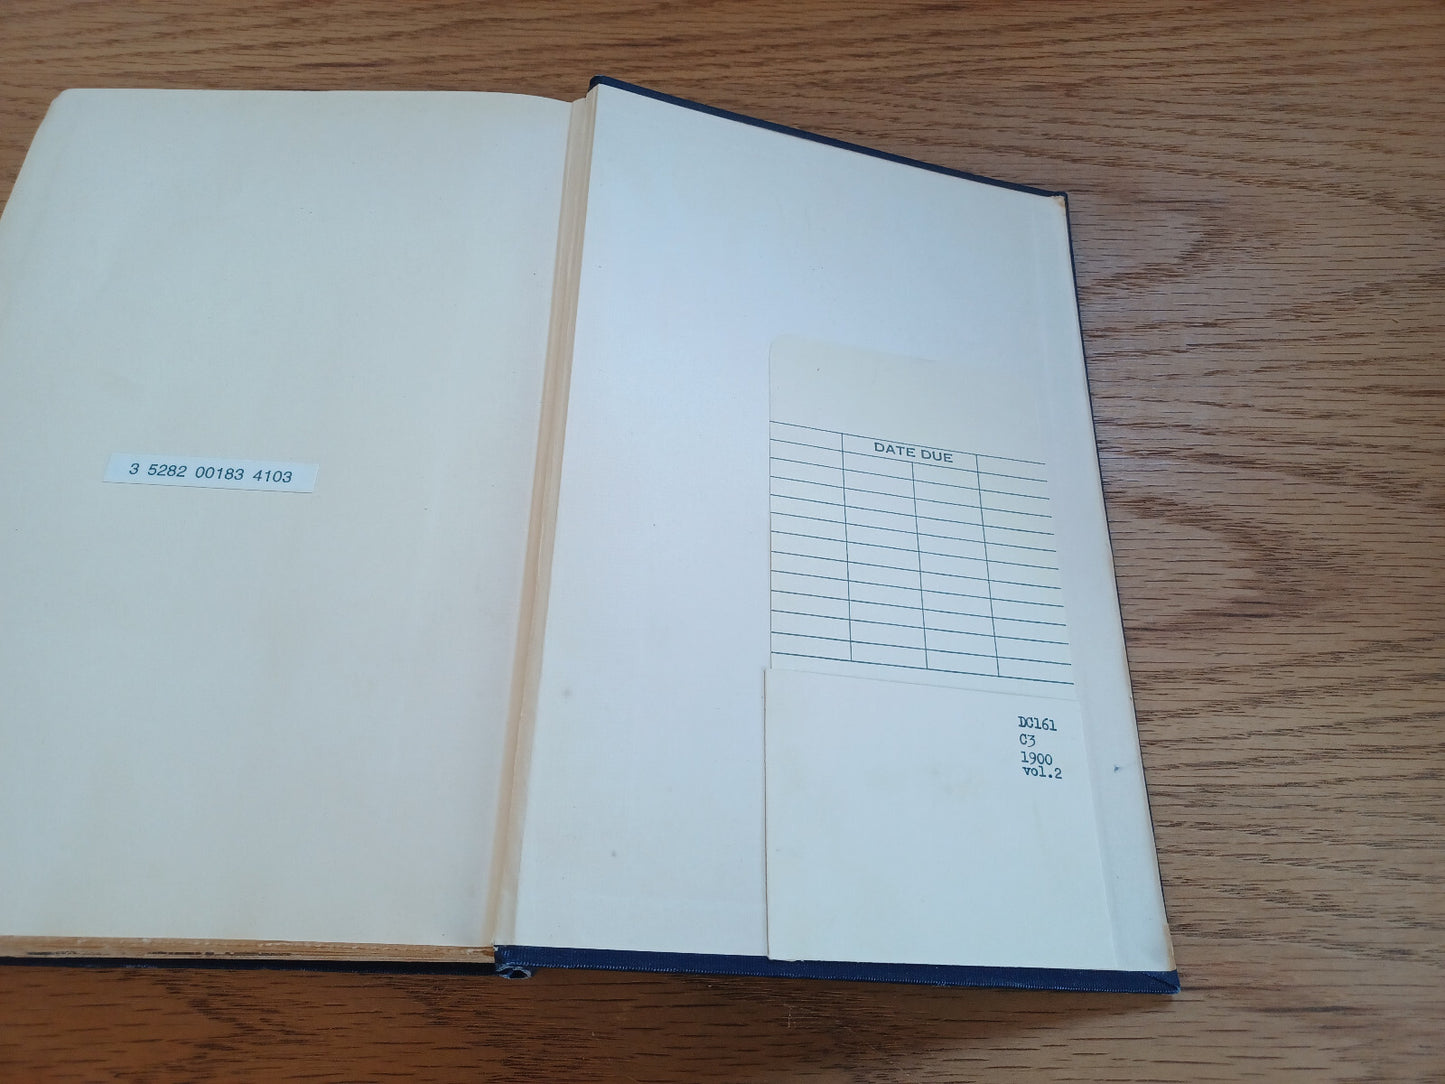 3 5282 00183 4103
DATE DUE
DC161
C3
1900
vol.2